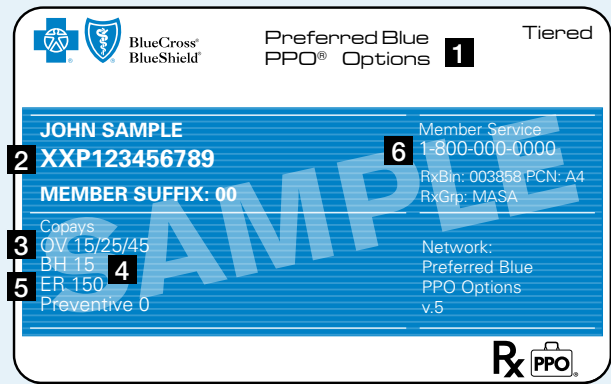 BlueCross®
BlueShield®
Preferred Blue
PPO® Options
1
Tiered
JOHN SAMPLE
2
XXP123456789
MEMBER SUFFIX: 00
Member Service
6
1-800-000-0000
RxBin: 003858 PCN: A4
RxGrp: MASA
SAMPLE
Copays
3
OV 15/25/45
BH 15
4
5
ER 150
Preventive 0
Network:
Preferred Blue
PPO Options
v.5
Rx
PPO®